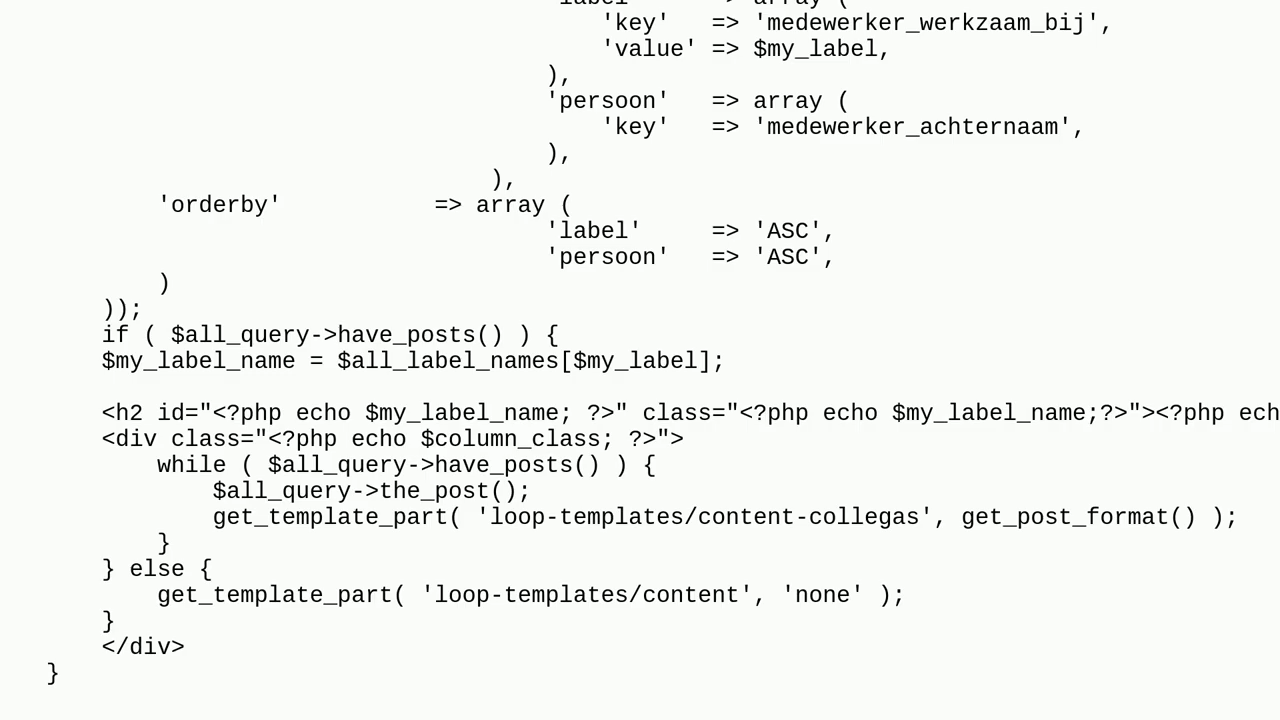 label'     => array (
'key'   => 'medewerker_werkzaam_bij',
'value' => $my_label,
),
'persoon'   => array (
'key'   => 'medewerker_achternaam',
),
),
'orderby'           => array (
'label'     => 'ASC',
'persoon'   => 'ASC',
)
));
if ( $all_query->have_posts() ) {
$my_label_name = $all_label_names[$my_label];
<h2 id="<?php echo $my_label_name; ?>" class="<?php echo $my_label_name;?>"><?php ech
<div class="<?php echo $column_class; ?>">
while ( $all_query->have_posts() ) {
$all_query->the_post();
get_template_part( 'loop-templates/content-collegas', get_post_format() );
}
} else {
get_template_part( 'loop-templates/content', 'none' );
}
</div>
}